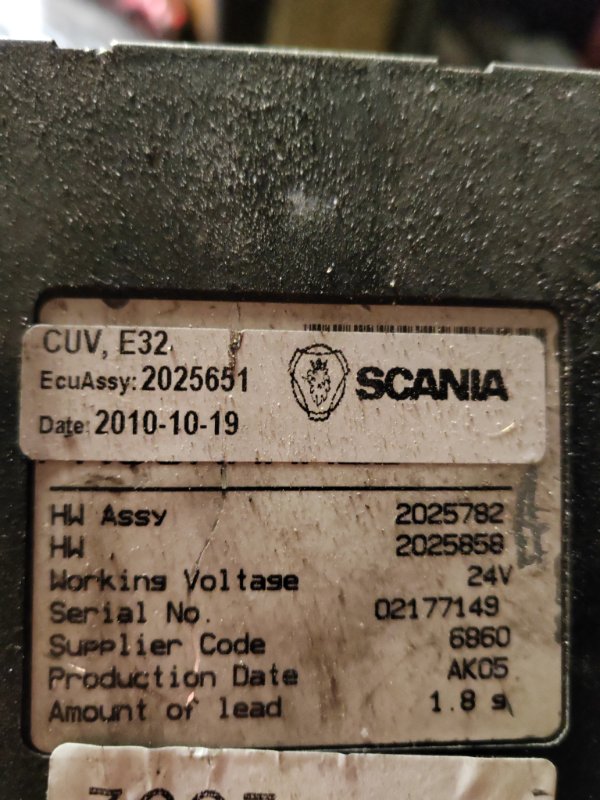 CUV, E32
EcuAssy: 2025651
SCANIA
Date: 2010-10-19
HW Assy 2025782
HW 2025858
Working Voltage 24V
Serial No. 02177149
Supplier Code 6860
Production Date AK05
Amount of lead 1.8 g